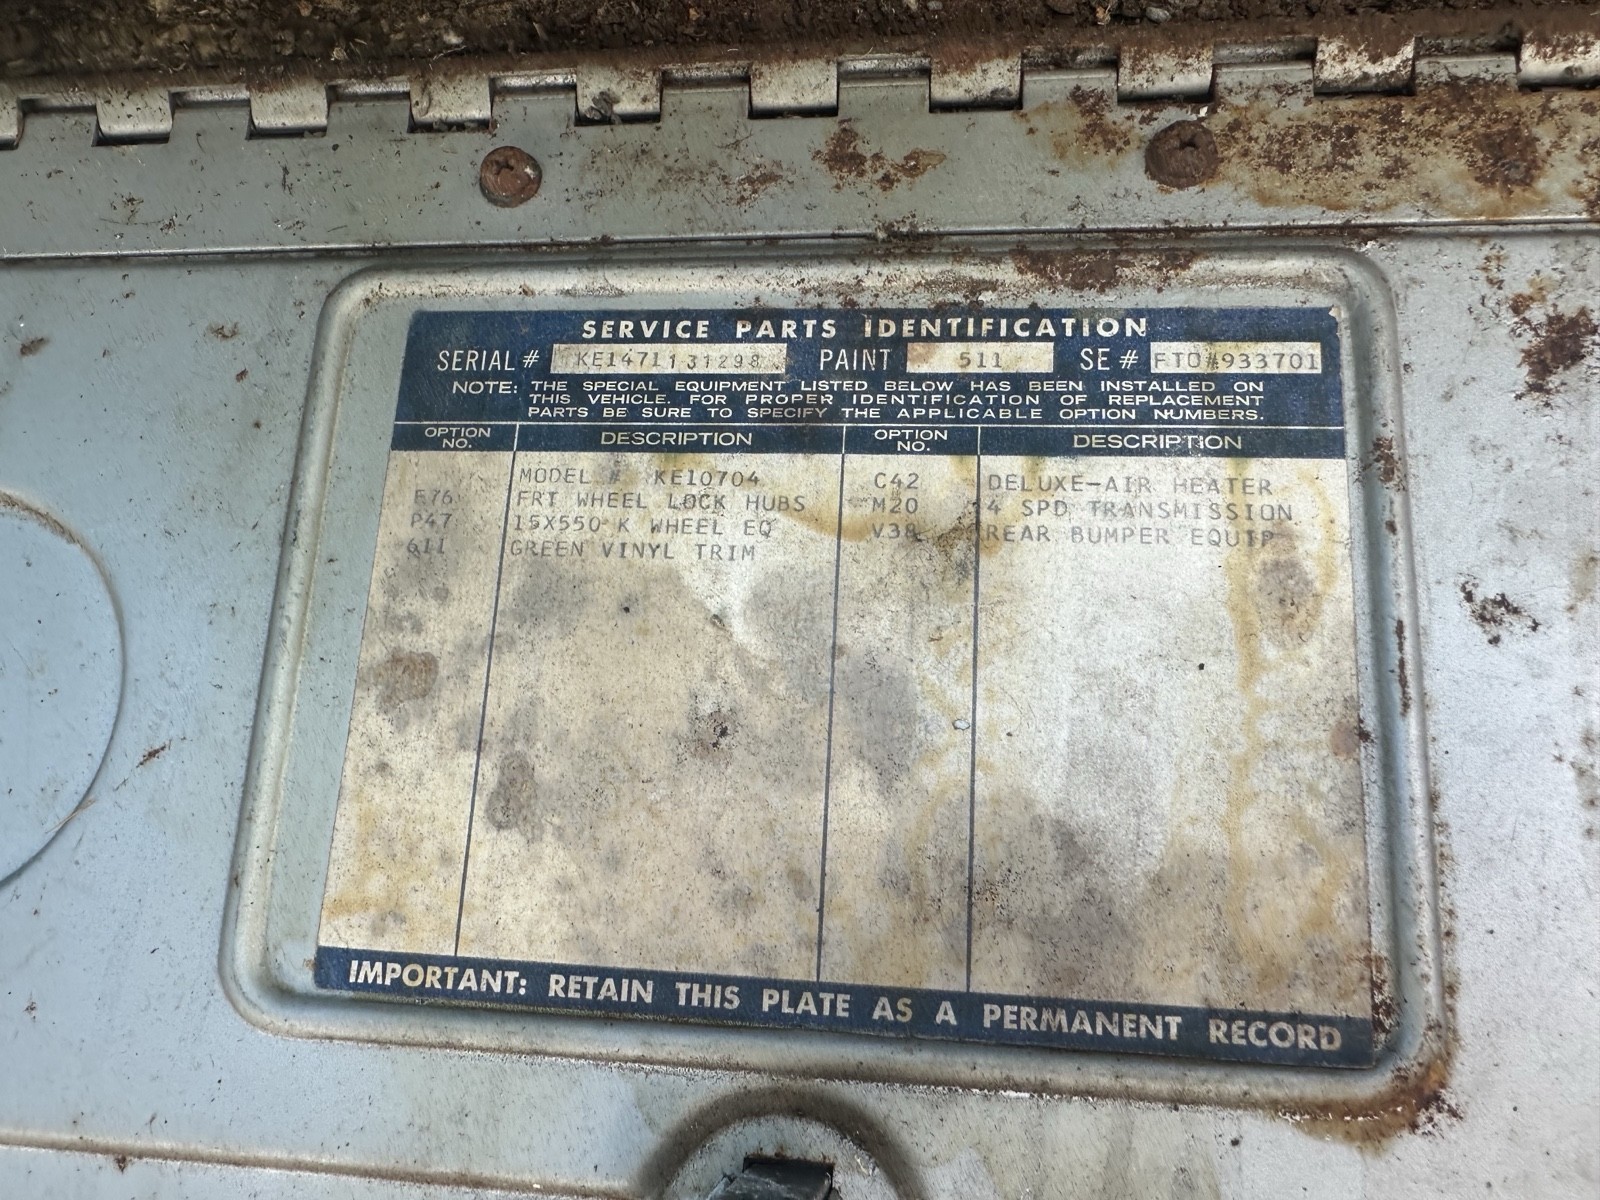 SERVICE PARTS IDENTIFICATION
SERIAL # KE1471131298 PAINT 511 SE # FTO#933701
NOTE: THE SPECIAL EQUIPMENT LISTED BELOW HAS BEEN INSTALLED ON
THIS VEHICLE. FOR PROPER IDENTIFICATION OF REPLACEMENT
PARTS BE SURE TO SPECIFY THE APPLICABLE OPTION NUMBERS.
OPTION NO. DESCRIPTION OPTION NO. DESCRIPTION
MODEL # KE10704 C42 DELUXE-AIR HEATER
F76 FRT WHEEL LOCK HUBS M20 4 SPD TRANSMISSION
P47 15X550 K WHEEL EQ V38 REAR BUMPER EQUIP
611 GREEN VINYL TRIM
IMPORTANT: RETAIN THIS PLATE AS A PERMANENT RECORD